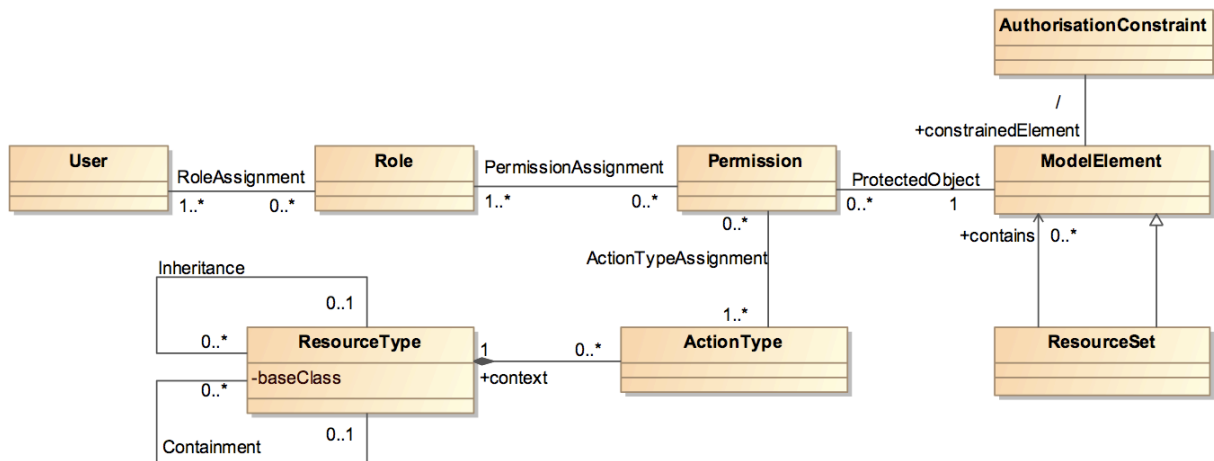 AuthorisationConstraint
/
+constrainedElement
User
Role
Permission
ModelElement
RoleAssignment
PermissionAssignment
ProtectedObject
1..*
0..*
1..*
0..*
0..*
1
0..*
+contains
0..*
ActionTypeAssignment
Inheritance
0..1
1..*
0..*
ResourceType
1
0..*
ActionType
ResourceSet
-baseClass
+context
0..*
0..1
Containment